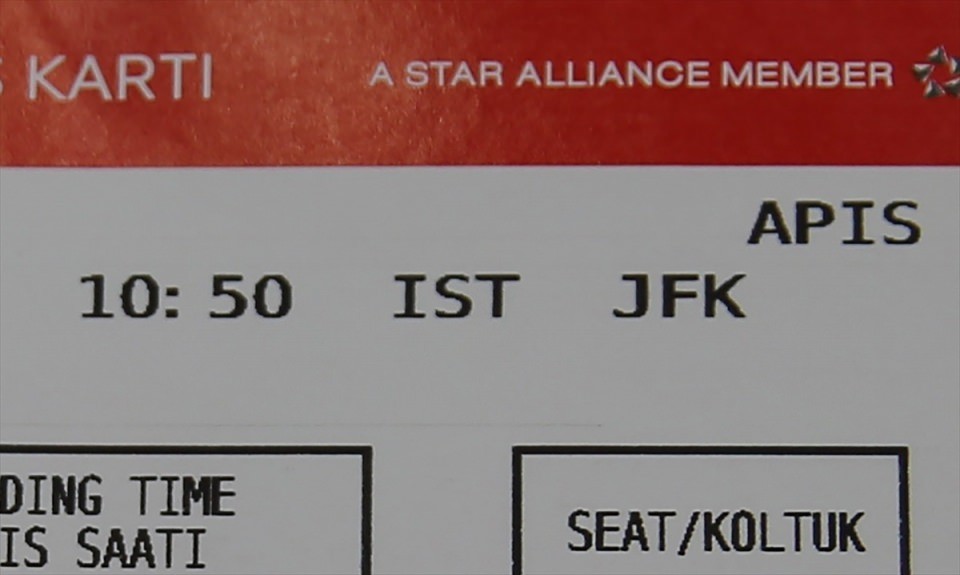 KARTI A STAR ALLIANCE MEMBER
APIS
10:50 IST JFK
DING TIME
IS SAATI
SEAT/KOLTUK